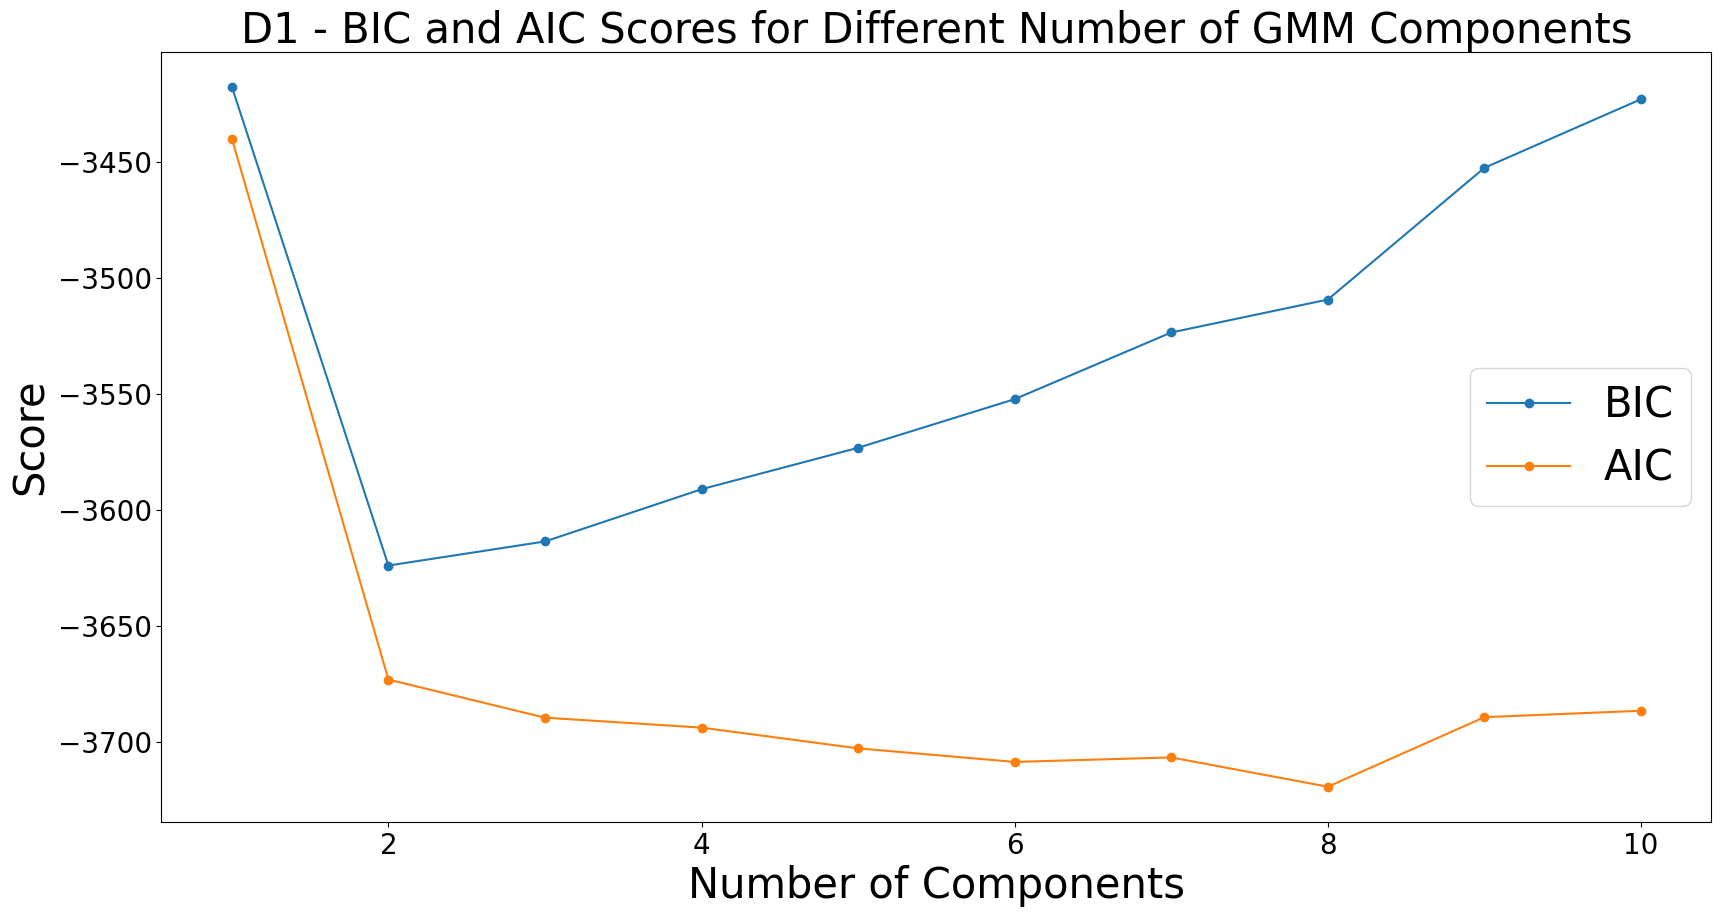 D1 - BIC and AIC Scores for Different Number of GMM Components
Score
−3450
−3500
−3550
−3600
−3650
−3700
BIC
AIC
2 4 6 8 10
Number of Components